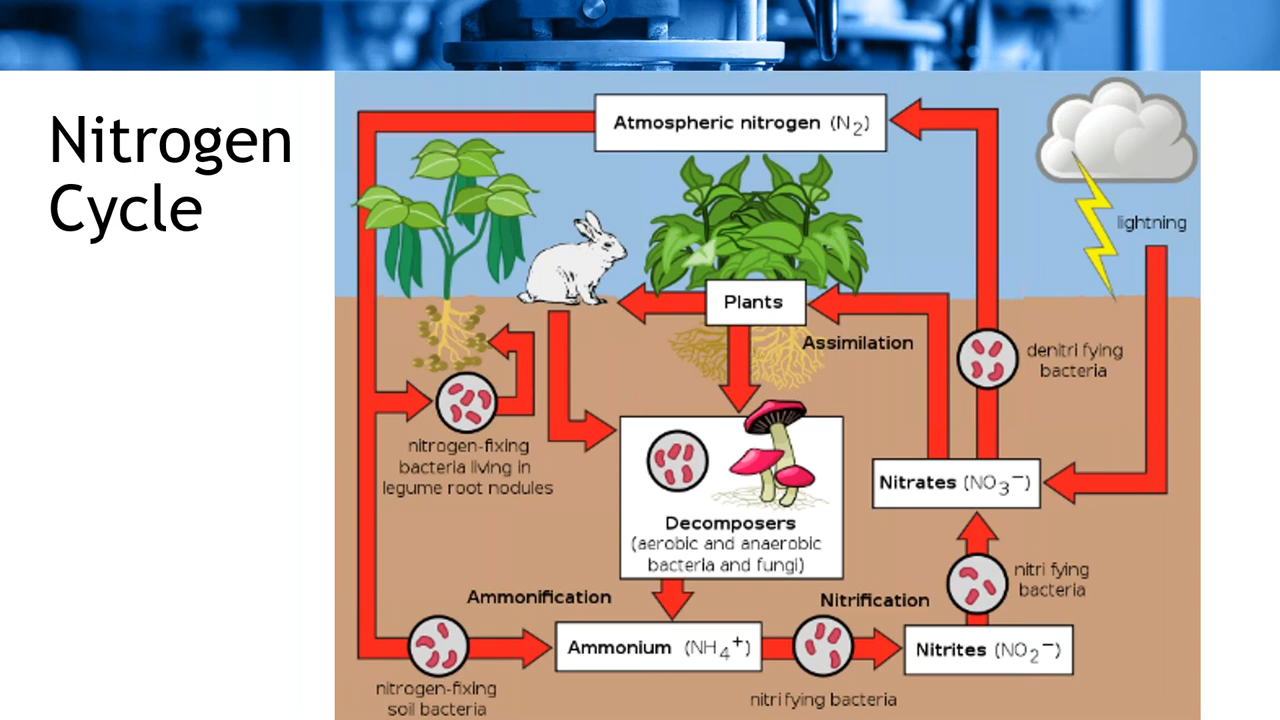 Nitrogen
Cycle
Atmospheric nitrogen (N₂)
lightning
Plants
Assimilation
denitri fying
bacteria
nitrogen-fixing
bacteria living in
legume root nodules
Nitrates (NO₃⁻)
Decomposers
(aerobic and anaerobic
bacteria and fungi)
nitri fying
bacteria
Ammonification
Nitrification
Ammonium (NH₄⁺)
Nitrites (NO₂⁻)
nitrogen-fixing
soil bacteria
nitri fying bacteria